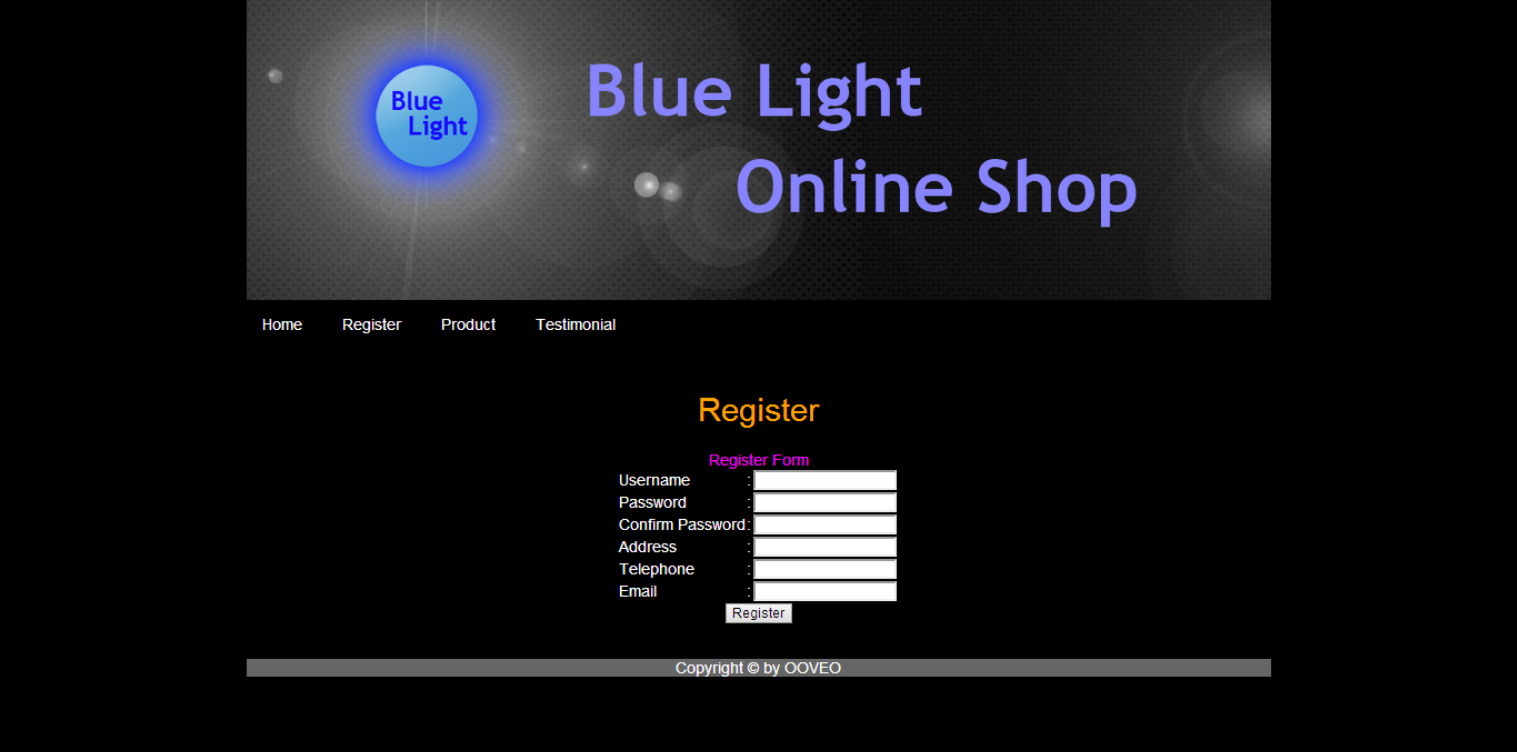 Blue
Light
Blue Light
Online Shop
Home Register Product Testimonial
Register
Register Form
Username :
Password :
Confirm Password :
Address :
Telephone :
Email :
Register
Copyright © by OOVEO